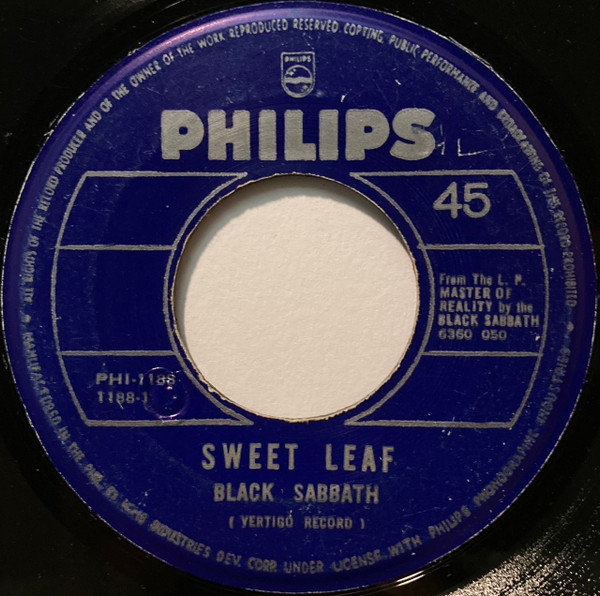 ALL RIGHTS OF THE RECORD PRODUCER AND OF THE OWNER OF THE WORK REPRODUCED RESERVED. COPYING, PUBLIC PERFORMANCE AND BROADCASTING OF THIS RECORD PROHIBITED
PHILIPS
PHILIPS
45
From The L. P.
MASTER OF
REALITY by the
BLACK SABBATH
6360 050
PHI-1188
1188-1
SWEET LEAF
BLACK SABBATH
( VERTIGO RECORD )
MANUFACTURED IN THE PHIL. BY INDUSTRIES DEV. CORP. UNDER LICENSE WITH PHILIPS PHONOGRAPHIC INDUSTRIES